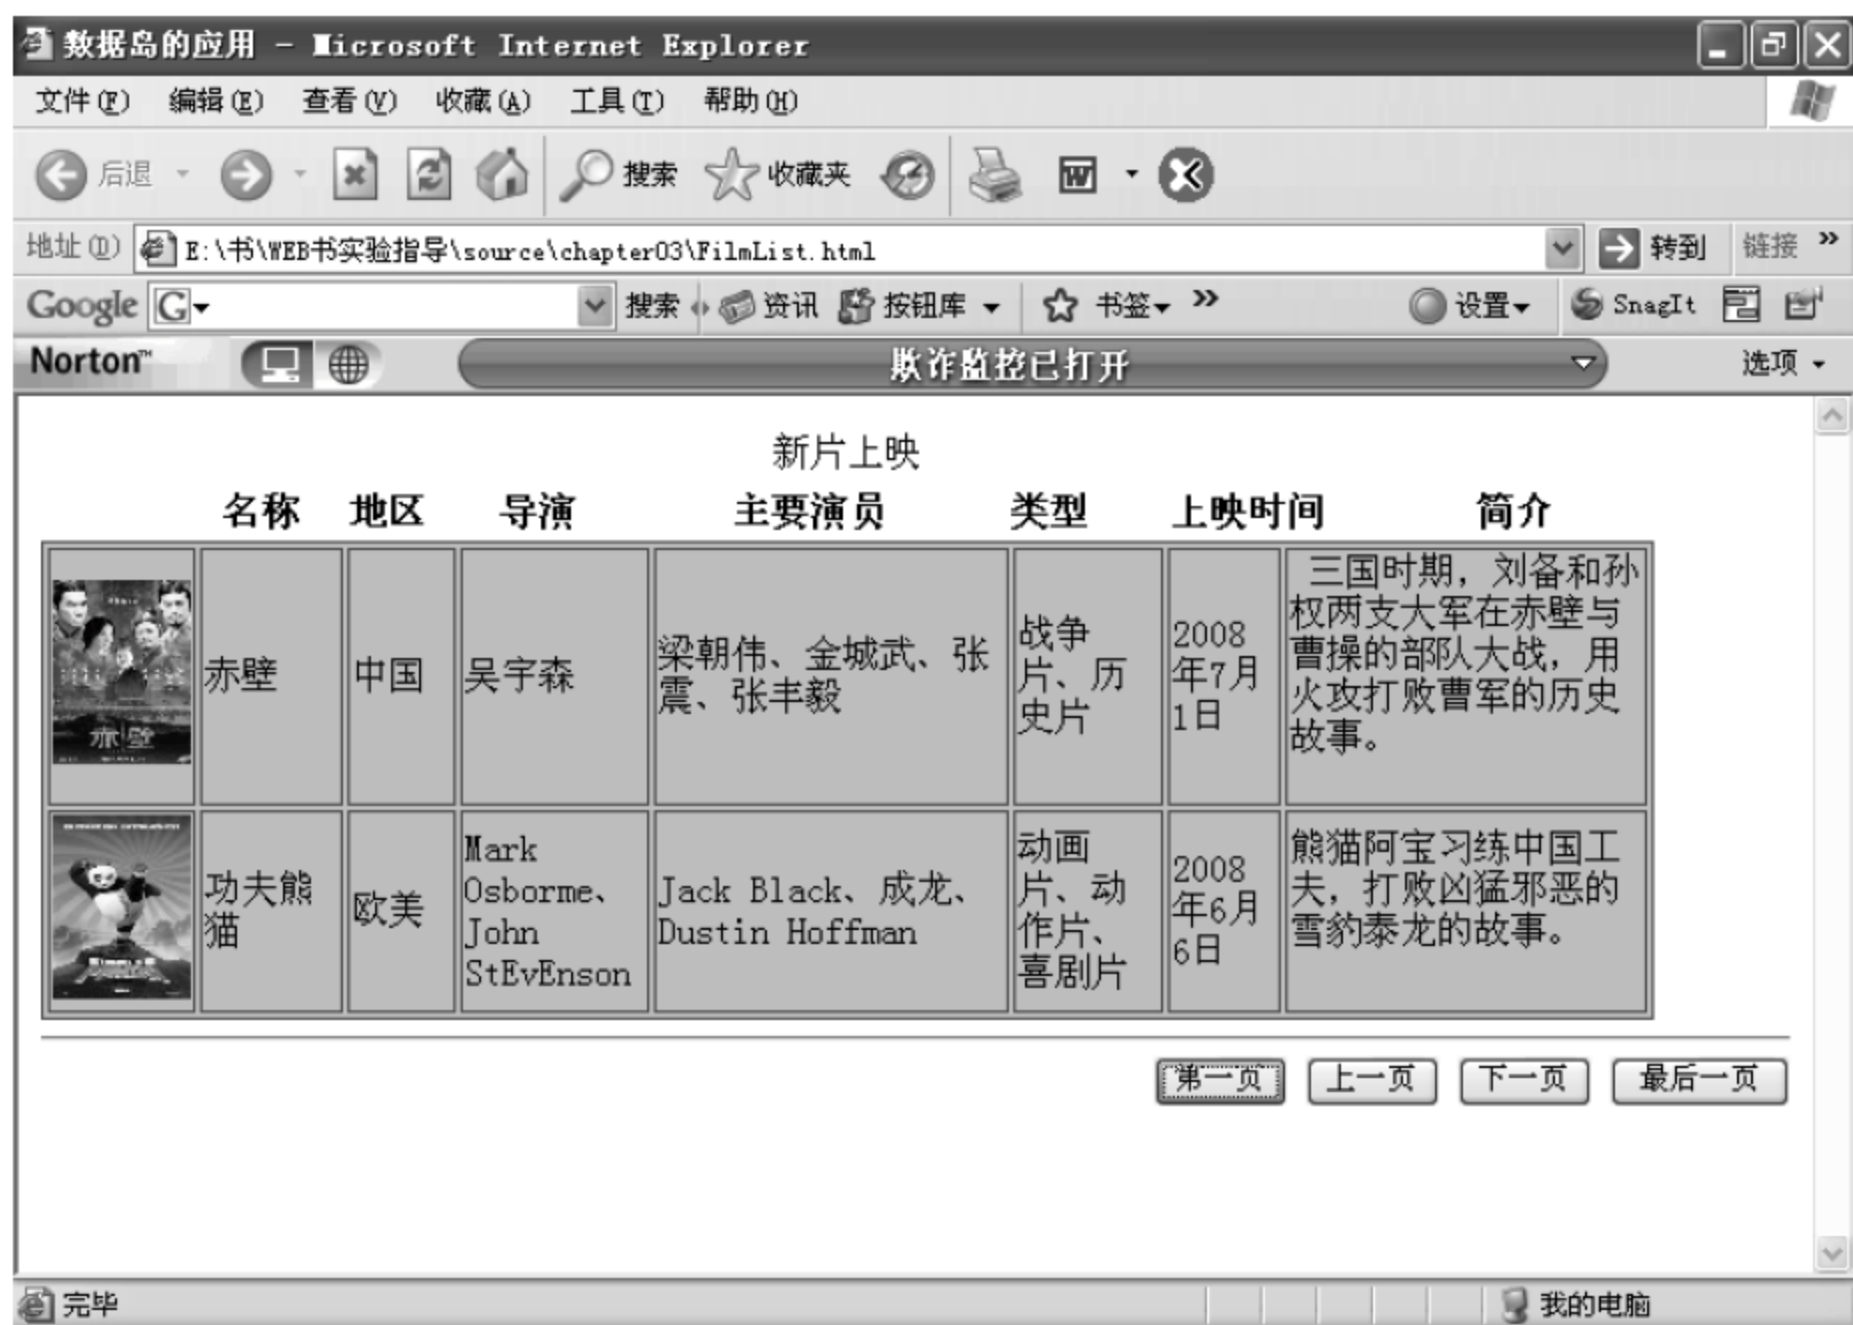 数据岛的应用 - Microsoft Internet Explorer
文件(F) 编辑(E) 查看(V) 收藏(A) 工具(T) 帮助(H)
后退 搜索 收藏夹
地址(D) E:\书\WEB书实验指导\source\chapter03\FilmList.html 转到 链接 »
Google G 搜索 资讯 按钮库 书签 » 设置 SnagIt
Norton™ 欺诈监控已打开 选项
新片上映
名称 地区 导演 主要演员 类型 上映时间 简介
赤壁
赤壁
中国
吴宇森
梁朝伟、金城武、张
震、张丰毅
战争
片、历
史片
2008
年7月
1日
三国时期，刘备和孙
权两支大军在赤壁与
曹操的部队大战，用
火攻打败曹军的历史
故事。
功夫熊
猫
欧美
Mark
Osborme、
John
StEvEnson
Jack Black、成龙、
Dustin Hoffman
动画
片、动
作片、
喜剧片
2008
年6月
6日
熊猫阿宝习练中国工
夫，打败凶猛邪恶的
雪豹泰龙的故事。
第一页 上一页 下一页 最后一页
完毕 我的电脑